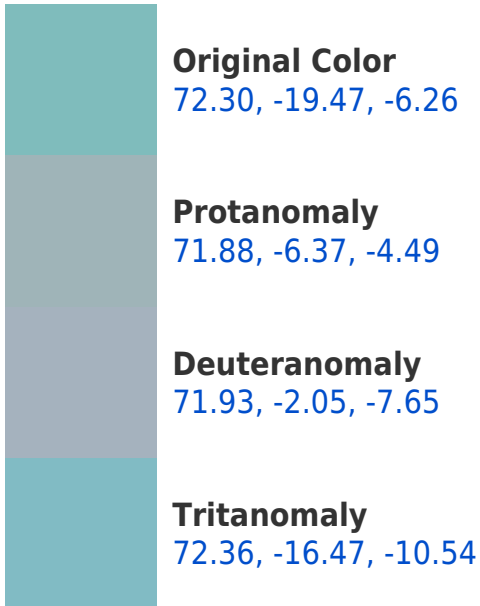 Original Color
72.30, -19.47, -6.26
Protanomaly
71.88, -6.37, -4.49
Deuteranomaly
71.93, -2.05, -7.65
Tritanomaly
72.36, -16.47, -10.54